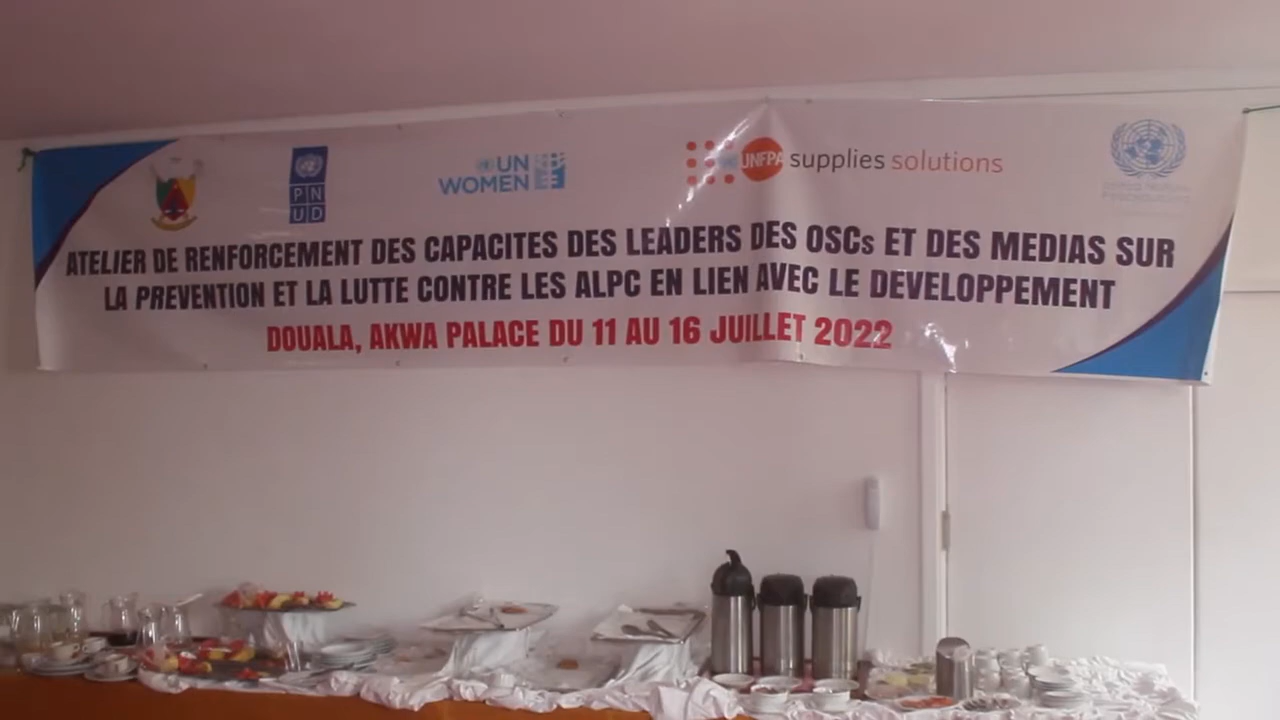 PNUD
UN WOMEN
UNFPA supplies solutions
ATELIER DE RENFORCEMENT DES CAPACITES DES LEADERS DES OSCs ET DES MEDIAS SUR
LA PREVENTION ET LA LUTTE CONTRE LES ALPC EN LIEN AVEC LE DEVELOPPEMENT
DOUALA, AKWA PALACE DU 11 AU 16 JUILLET 2022